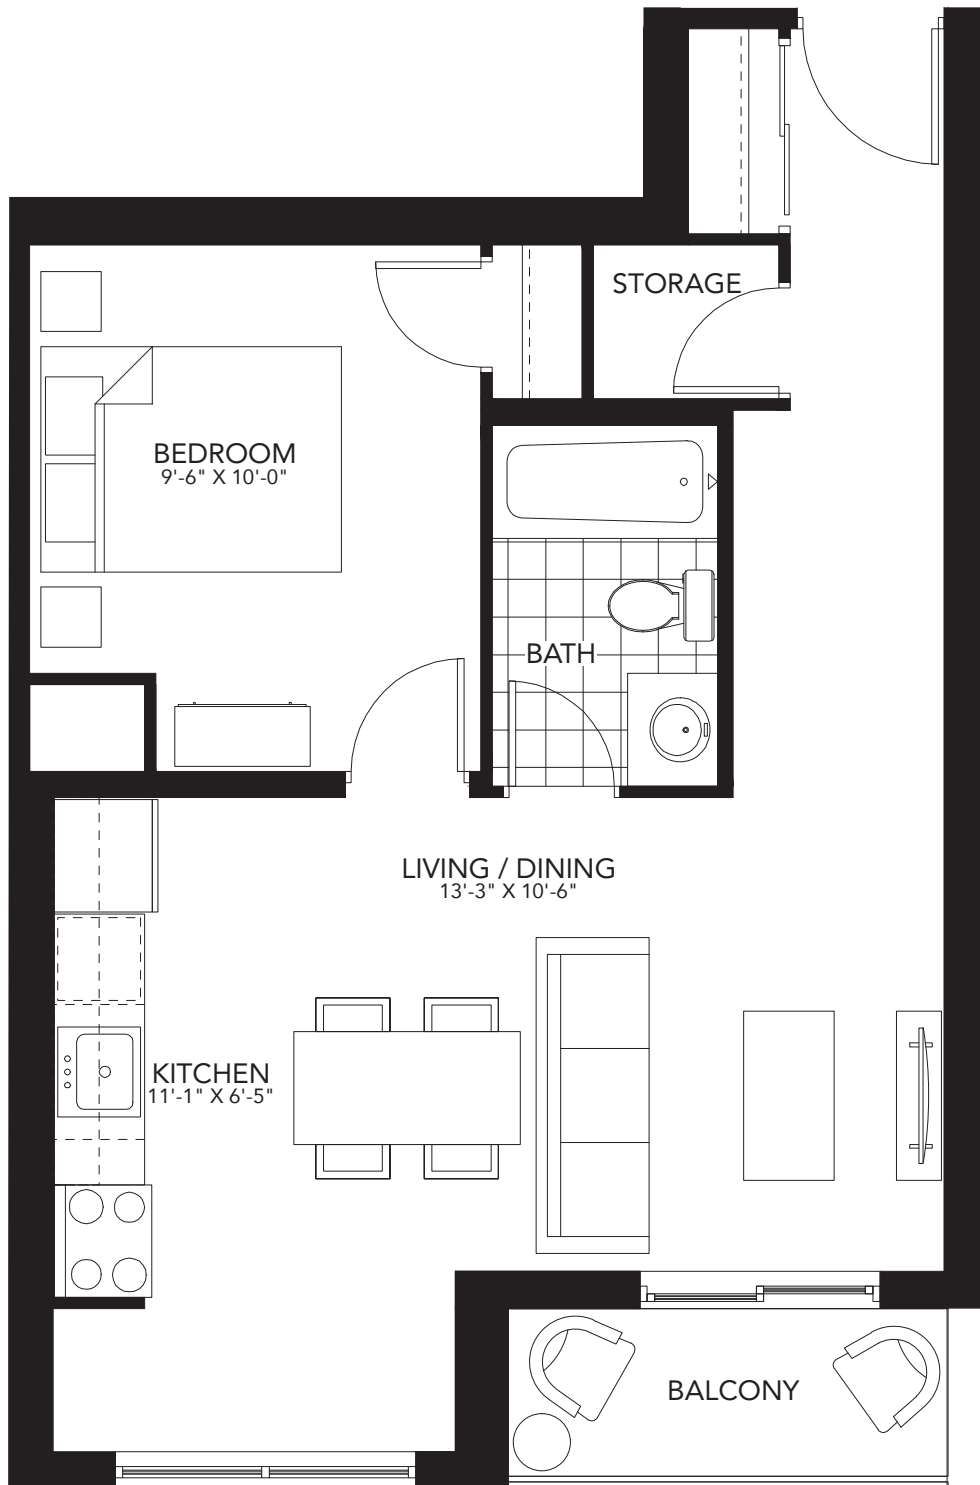 STORAGE
BEDROOM
9'-6" X 10'-0"
BATH
LIVING / DINING
13'-3" X 10'-6"
KITCHEN
11'-1" X 6'-5"
BALCONY